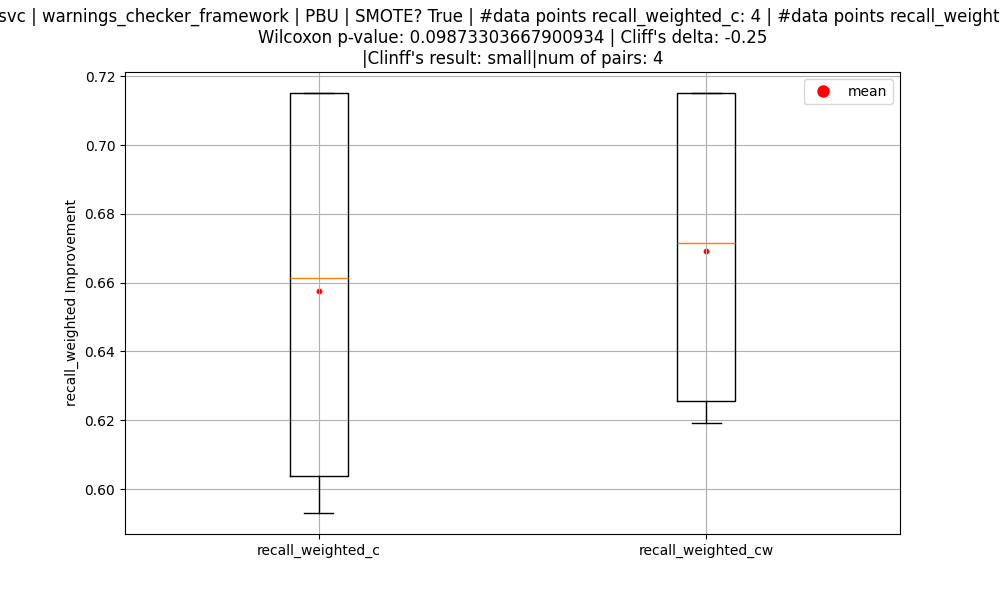 svc | warnings_checker_framework | PBU | SMOTE? True | #data points recall_weighted_c: 4 | #data points recall_weight
Wilcoxon p-value: 0.09873303667900934 | Cliff's delta: -0.25
|Clinff's result: small|num of pairs: 4
mean
0.72
0.70
0.68
0.66
0.64
0.62
0.60
recall_weighted Improvement
recall_weighted_c
recall_weighted_cw